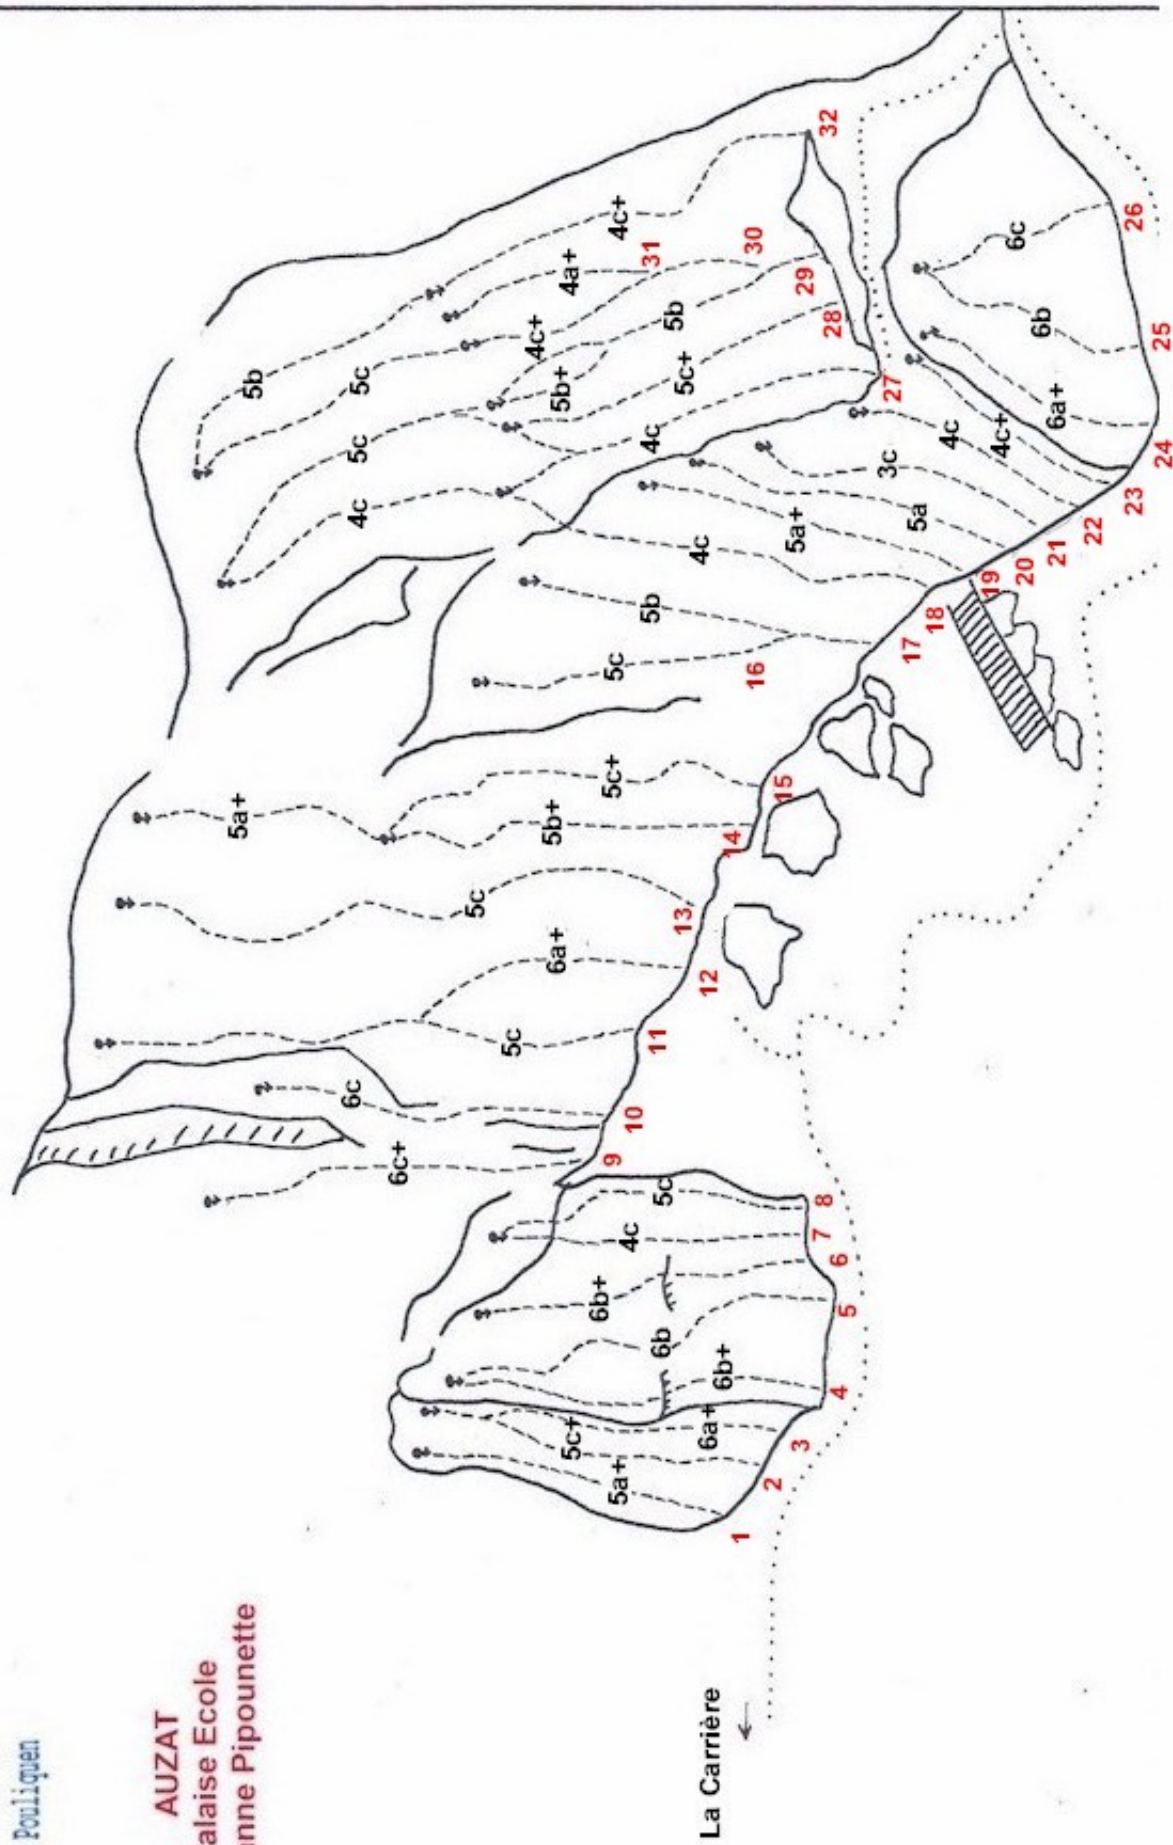 Pouliquen
AUZAT
alaise Ecole
anne Pipounette
La Carrière
5a+
5c+
6a+
6b+
6b
6b+
4c
5c
6c+
6c
5c
6a+
5c
5a+
5b+
5c+
5c
5b
4c
5a+
5a
3c
4c
4c+
6a+
6b
6c
4c
5c
5c
5b
4c
5b+
5c+
5b
4c+
4a+
4c+
1
2
3
4
5
6
7
8
9
10
11
12
13
14
15
16
17
18
19
20
21
22
23
24
25
26
27
28
29
30
31
32